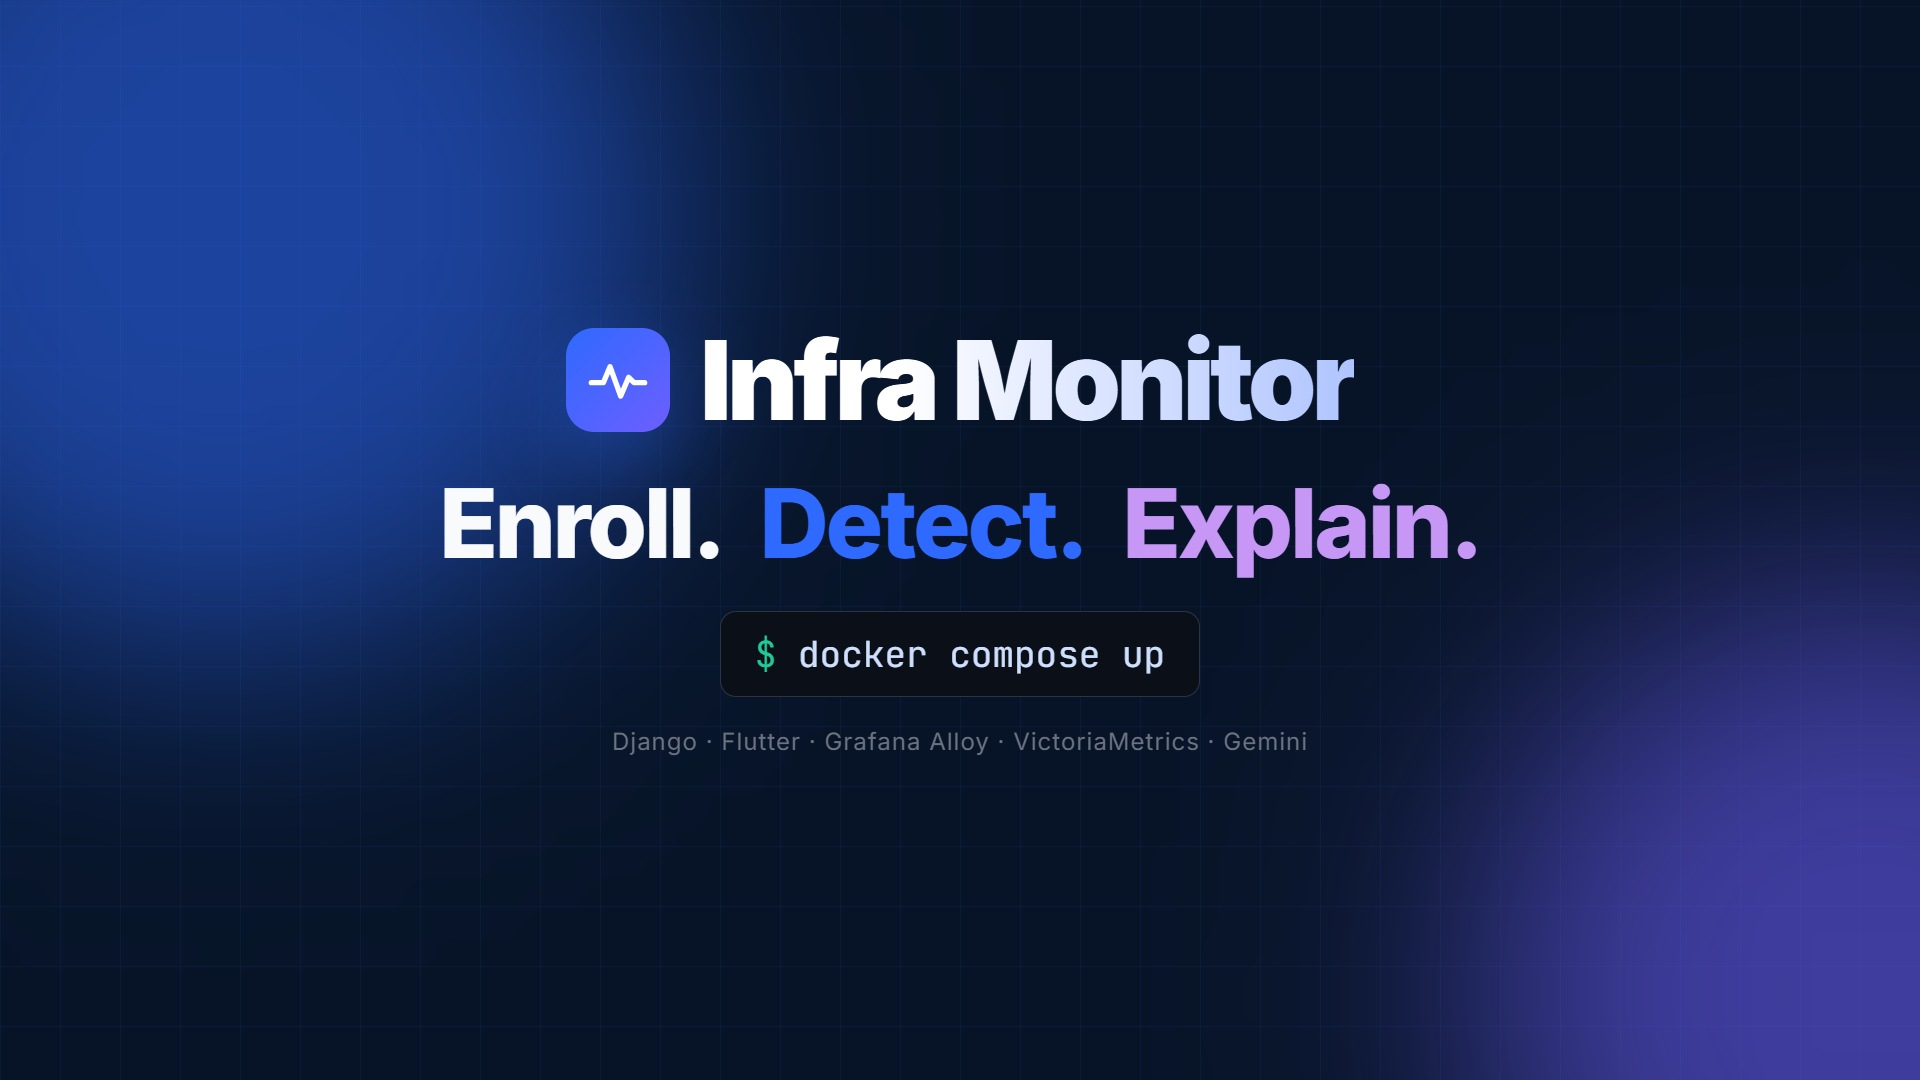 Infra Monitor
Enroll. Detect. Explain.
$ docker compose up
Django · Flutter · Grafana Alloy · VictoriaMetrics · Gemini